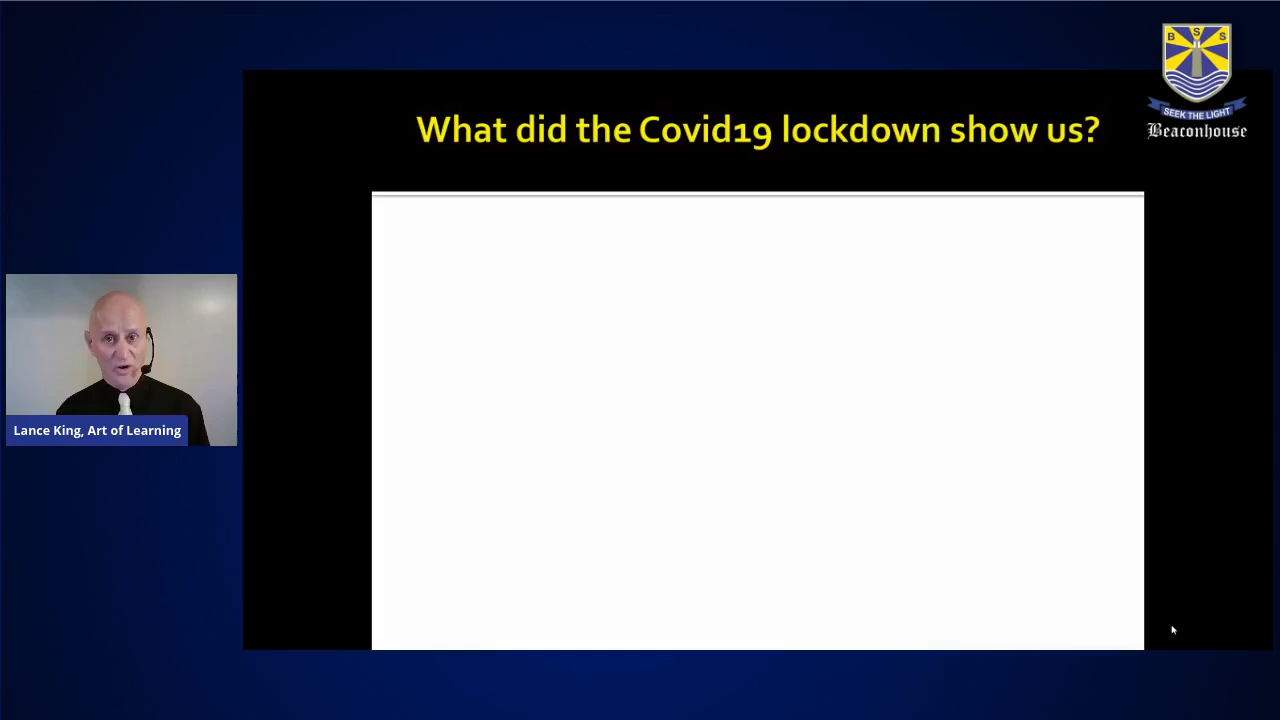 What did the Covid19 lockdown show us?
B S S
SEEK THE LIGHT
Beaconhouse
Lance King, Art of Learning